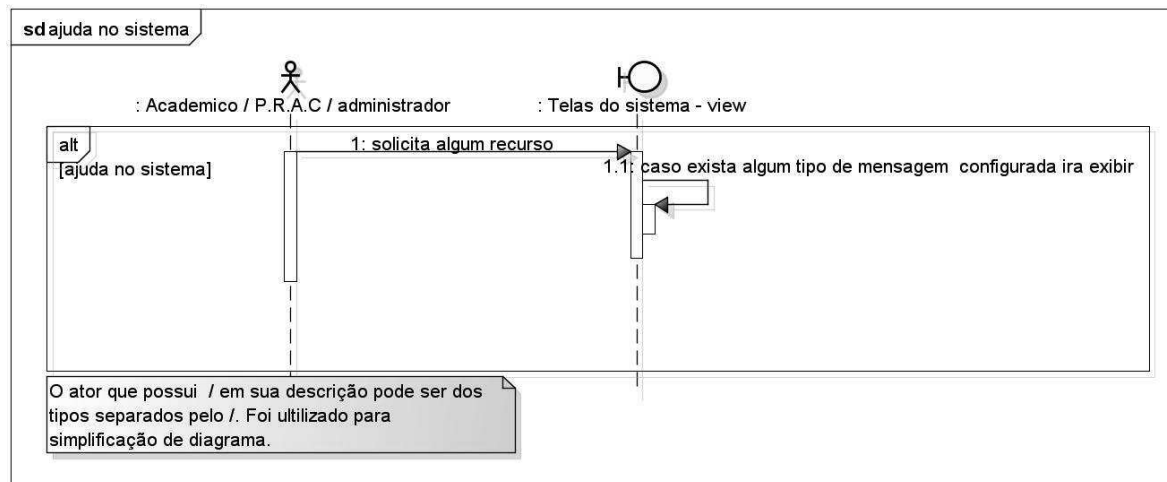 sd ajuda no sistema
: Academico / P.R.A.C / administrador
: Telas do sistema - view
alt
[ajuda no sistema]
1: solicita algum recurso
1.1: caso exista algum tipo de mensagem configurada ira exibir
O ator que possui / em sua descrição pode ser dos
tipos separados pelo /. Foi ultilizado para
simplificação de diagrama.